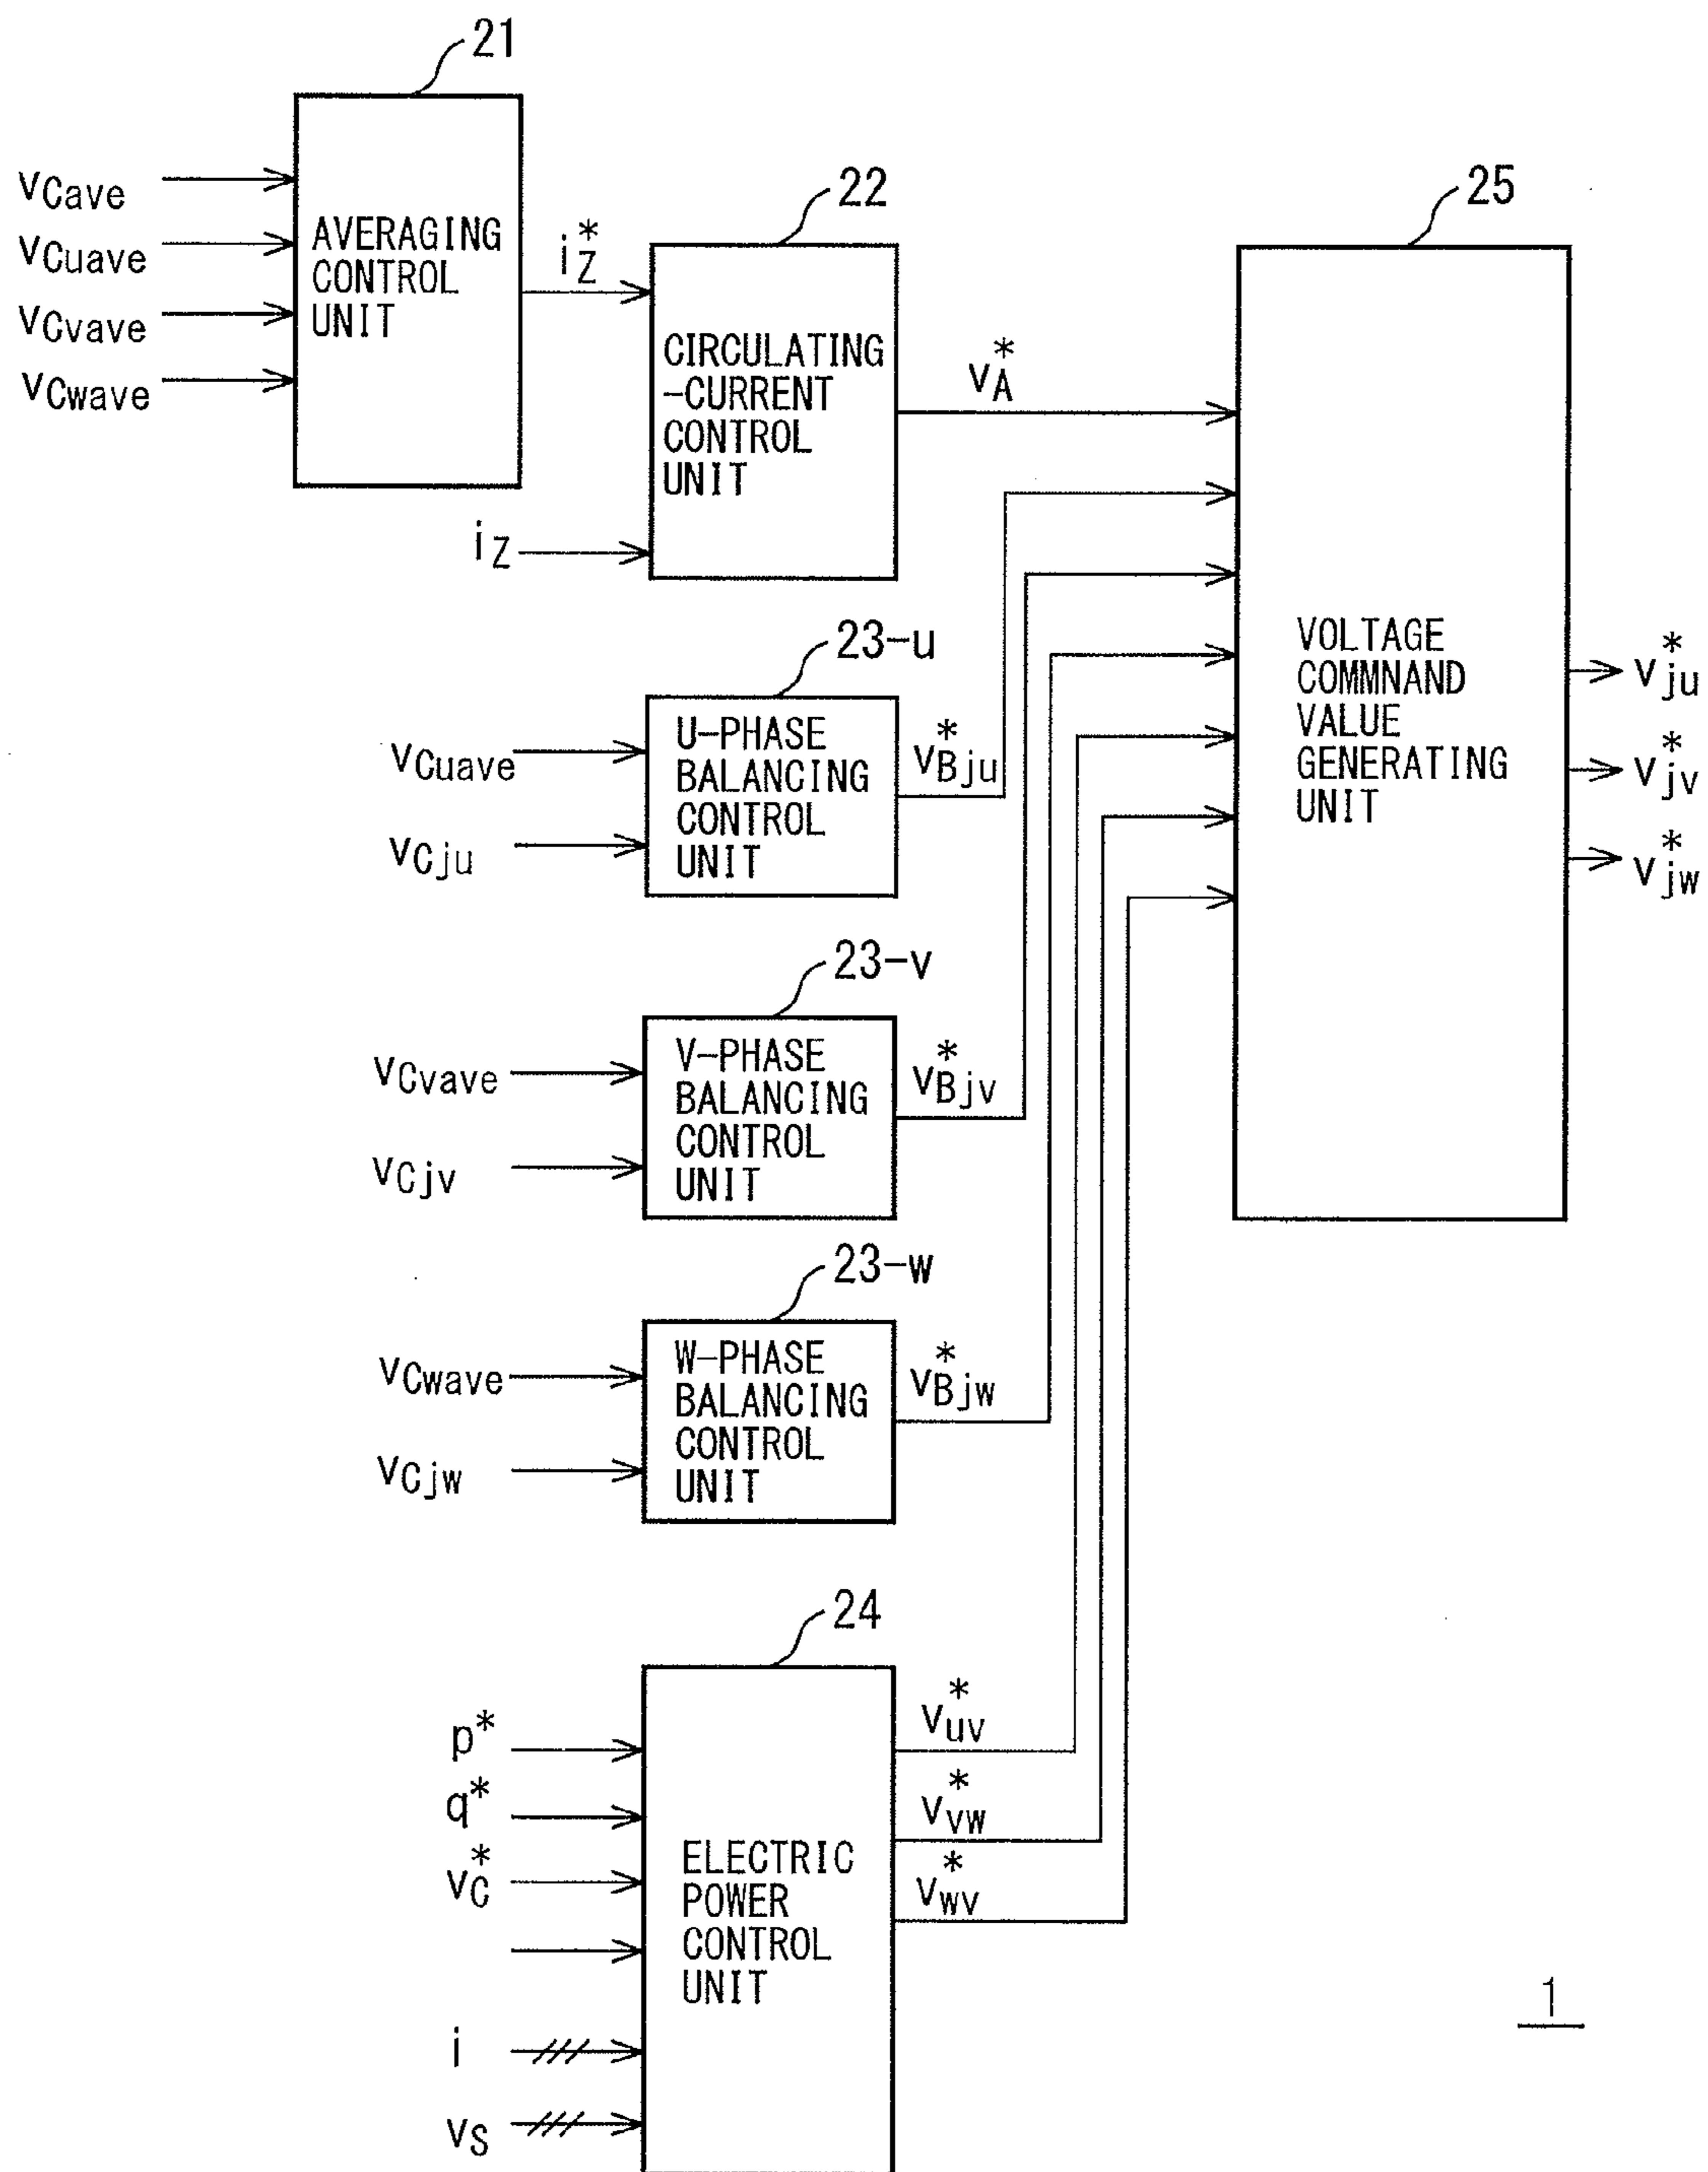 21
vCave
vCuave
vCvave
vCwave
AVERAGING
CONTROL
UNIT
i*Z
22
CIRCULATING
-CURRENT
CONTROL
UNIT
iZ
v*A
25
VOLTAGE
COMMNAND
VALUE
GENERATING
UNIT
v*ju
v*jv
v*jw
23-u
vCuave
vCju
U-PHASE
BALANCING
CONTROL
UNIT
v*Bju
23-v
vCvave
vCjv
V-PHASE
BALANCING
CONTROL
UNIT
v*Bjv
23-w
vCwave
vCjw
W-PHASE
BALANCING
CONTROL
UNIT
v*Bjw
24
p*
q*
v*C
i
vS
ELECTRIC
POWER
CONTROL
UNIT
v*uv
v*vw
v*wv
1